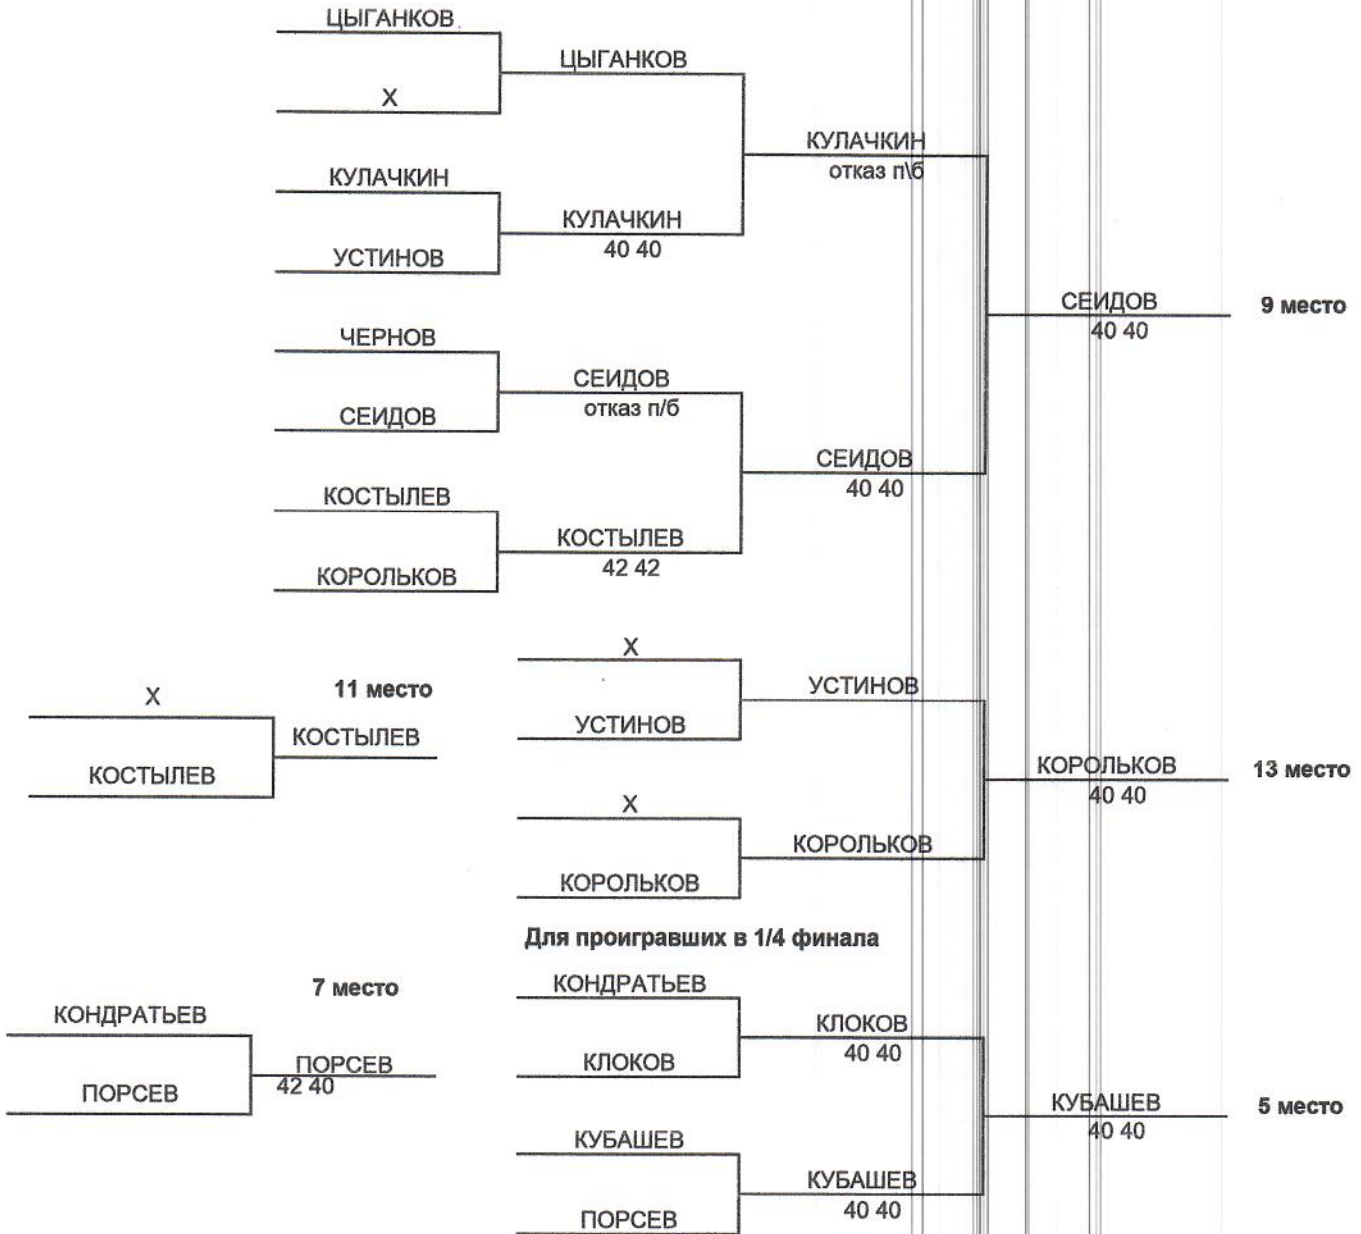 ЦЫГАНКОВ
ЦЫГАНКОВ
X
КУЛАЧКИН
отказ п\б
КУЛАЧКИН
КУЛАЧКИН
40 40
УСТИНОВ
СЕИДОВ
40 40
9 место
ЧЕРНОВ
СЕИДОВ
отказ п/б
СЕИДОВ
СЕИДОВ
40 40
КОСТЫЛЕВ
КОСТЫЛЕВ
42 42
КОРОЛЬКОВ
X
УСТИНОВ
X
11 место
КОСТЫЛЕВ
УСТИНОВ
КОСТЫЛЕВ
КОРОЛЬКОВ
40 40
13 место
X
КОРОЛЬКОВ
КОРОЛЬКОВ
Для проигравших в 1/4 финала
КОНДРАТЬЕВ
7 место
КОНДРАТЬЕВ
КЛОКОВ
40 40
КЛОКОВ
ПОРСЕВ
42 40
ПОРСЕВ
КУБАШЕВ
40 40
5 место
КУБАШЕВ
КУБАШЕВ
40 40
ПОРСЕВ